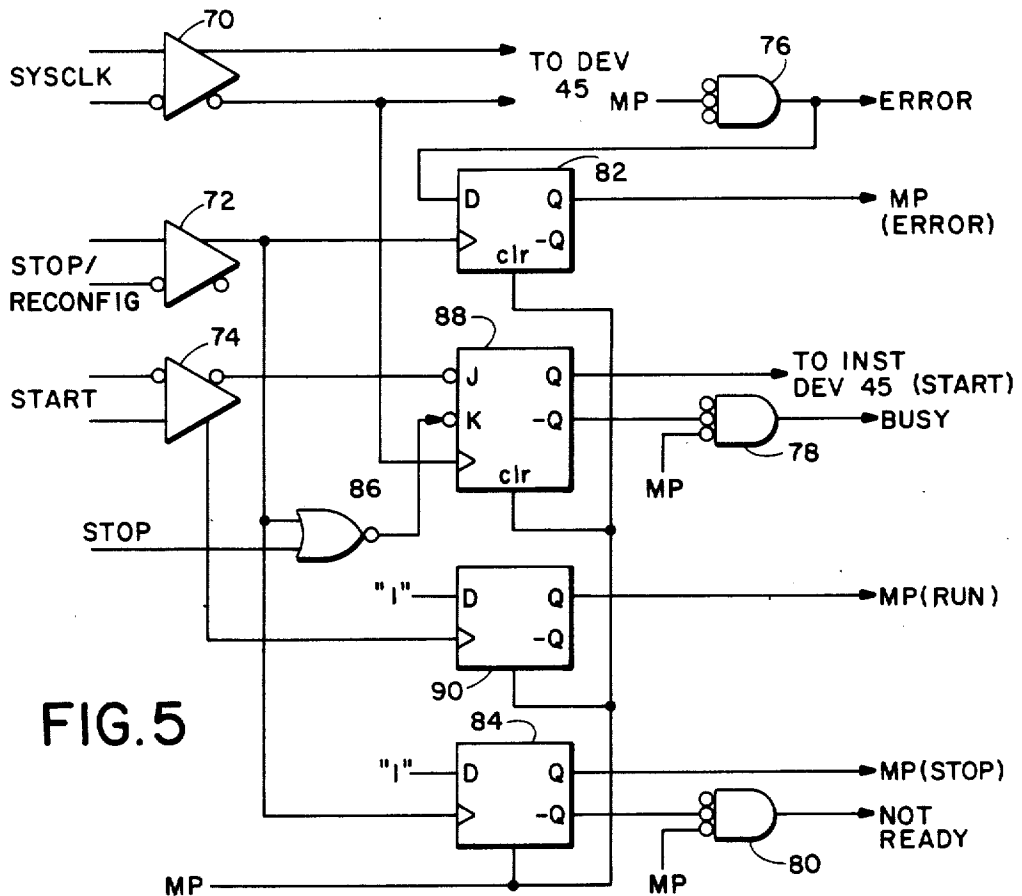 70
SYSCLK
TO DEV
45
76
MP
ERROR
82
D
Q
-Q
clr
MP
(ERROR)
72
STOP/
RECONFIG
74
START
88
J
Q
K
-Q
clr
TO INST
DEV 45 (START)
BUSY
78
MP
86
STOP
"1"
D
Q
-Q
MP(RUN)
90
FIG.5
84
"1"
D
Q
-Q
MP(STOP)
NOT
READY
80
MP
MP